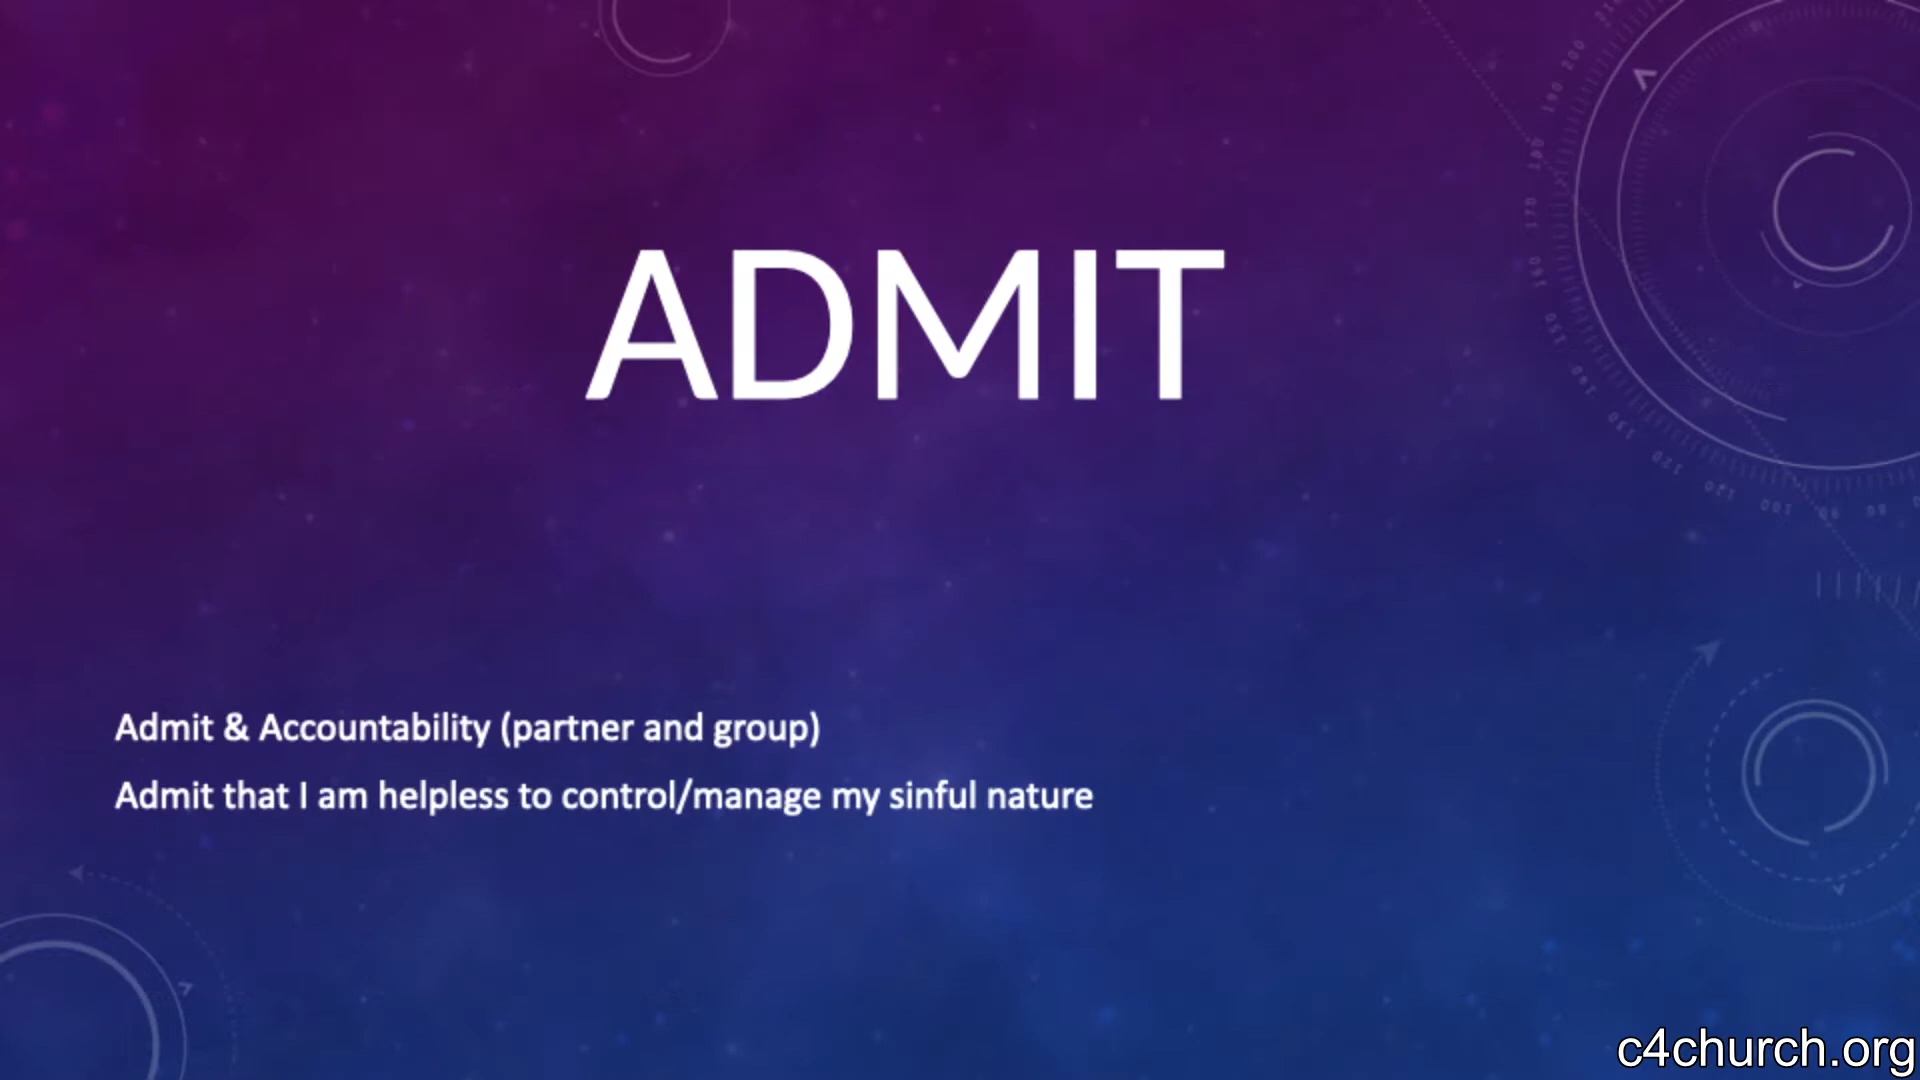 ADMIT
Admit & Accountability (partner and group)
Admit that I am helpless to control/manage my sinful nature
c4church.org